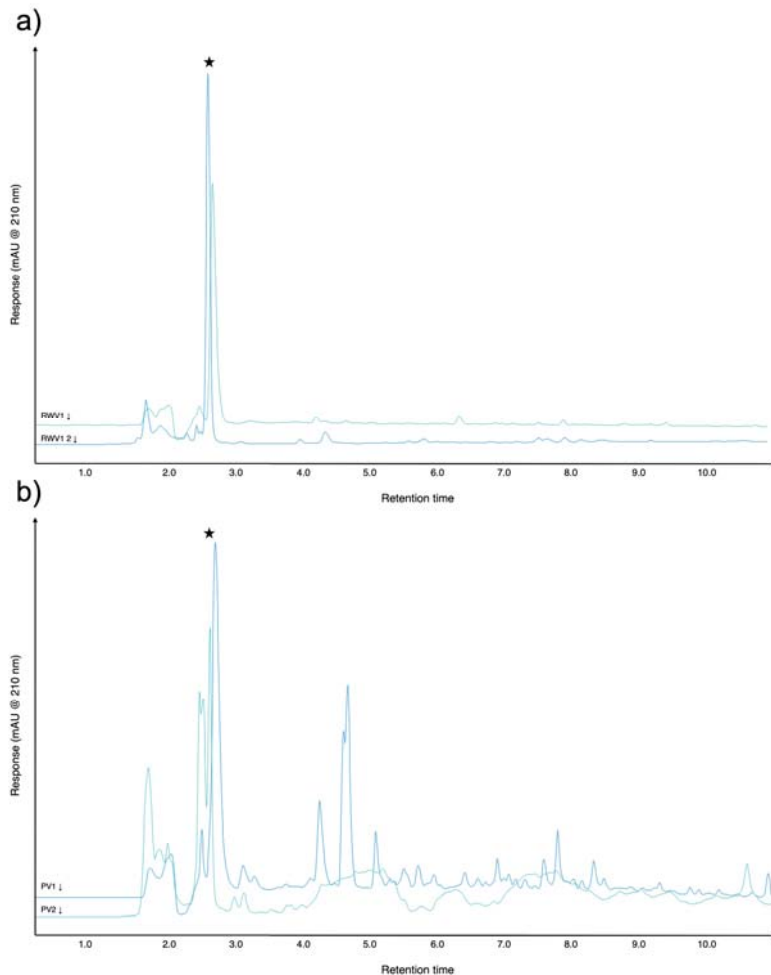 a)
★
Response (mAU @ 210 nm)
RWV1 ↓
RWV1 2 ↓
1.0 2.0 3.0 4.0 5.0 6.0 7.0 8.0 9.0 10.0
Retention time
b)
★
Response (mAU @ 210 nm)
PV1 ↓
PV2 ↓
1.0 2.0 3.0 4.0 5.0 6.0 7.0 8.0 9.0 10.0
Retention time